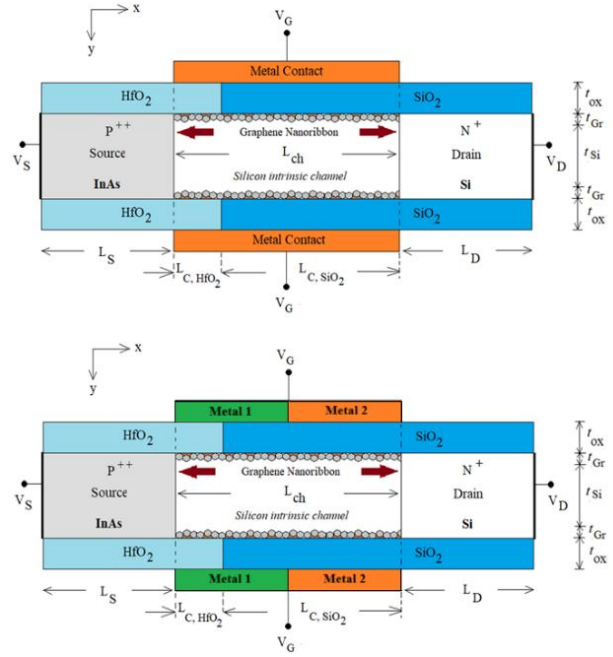 x
y
V_G
Metal Contact
HfO₂ SiO₂
t_ox
t_Gr
P⁺⁺ Graphene Nanoribbon N⁺
V_S Source L_ch Drain V_D
t_Si
InAs Silicon intrinsic channel Si
t_Gr
HfO₂ SiO₂
t_ox
Metal Contact
L_S L_C, HfO₂ L_C, SiO₂ L_D
V_G
x
y
V_G
Metal 1 Metal 2
HfO₂ SiO₂
t_ox
t_Gr
P⁺⁺ Graphene Nanoribbon N⁺
V_S Source L_ch Drain V_D
t_Si
InAs Silicon intrinsic channel Si
t_Gr
HfO₂ SiO₂
t_ox
Metal 1 Metal 2
L_S L_C, HfO₂ L_C, SiO₂ L_D
V_G